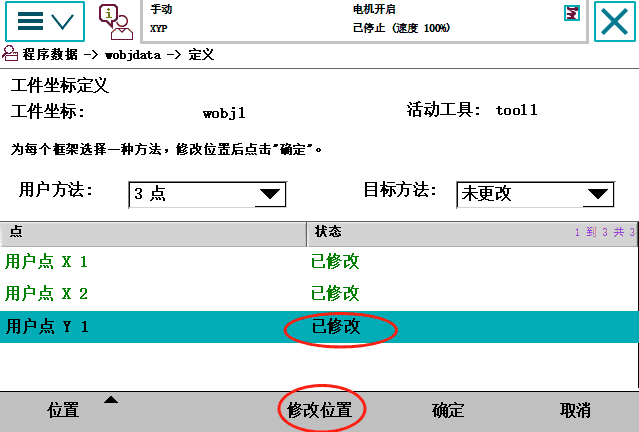 手动
电机开启
XYP
已停止 (速度 100%)
程序数据 -> wobjdata -> 定义
工件坐标定义
工件坐标: wobj1 活动工具: tool1
为每个框架选择一种方法，修改位置后点击"确定"。
用户方法: 3 点 目标方法: 未更改
点 状态 1 到 3 共 3
用户点 X 1 已修改
用户点 X 2 已修改
用户点 Y 1 已修改
位置 修改位置 确定 取消